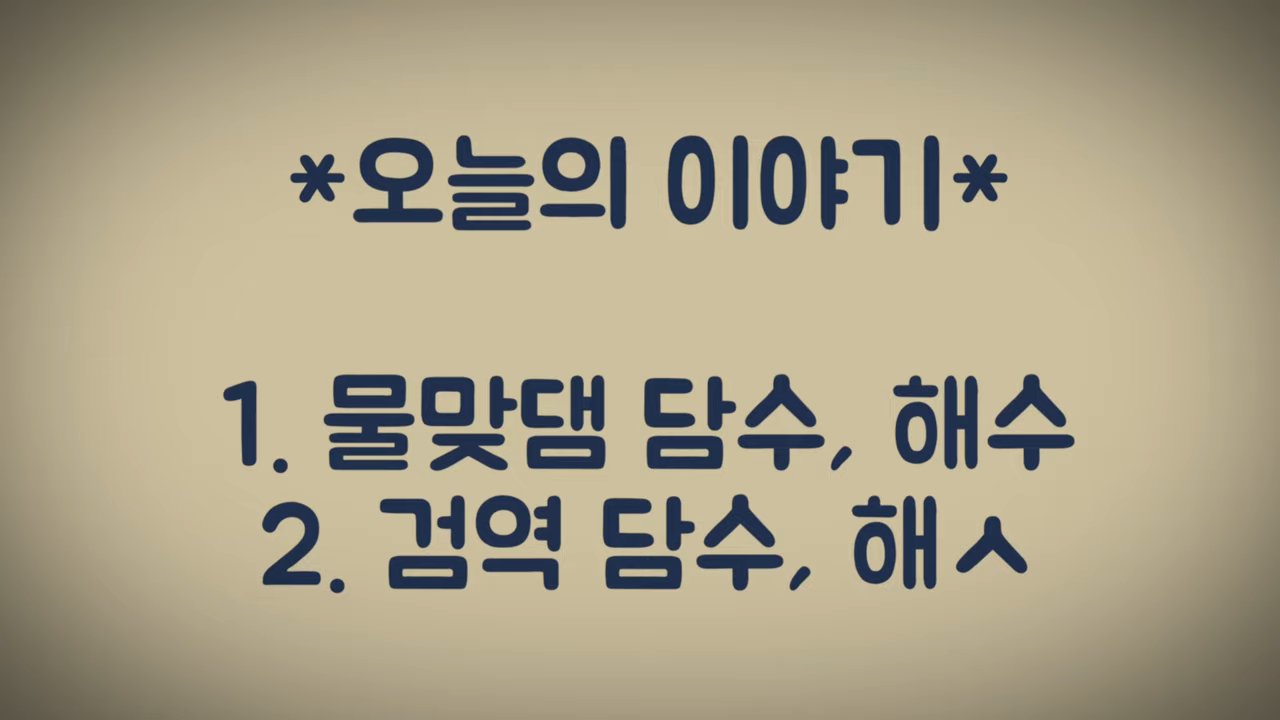 *오늘의 이야기*
1. 물맞댐 담수, 해수
2. 검역 담수, 해ㅅ